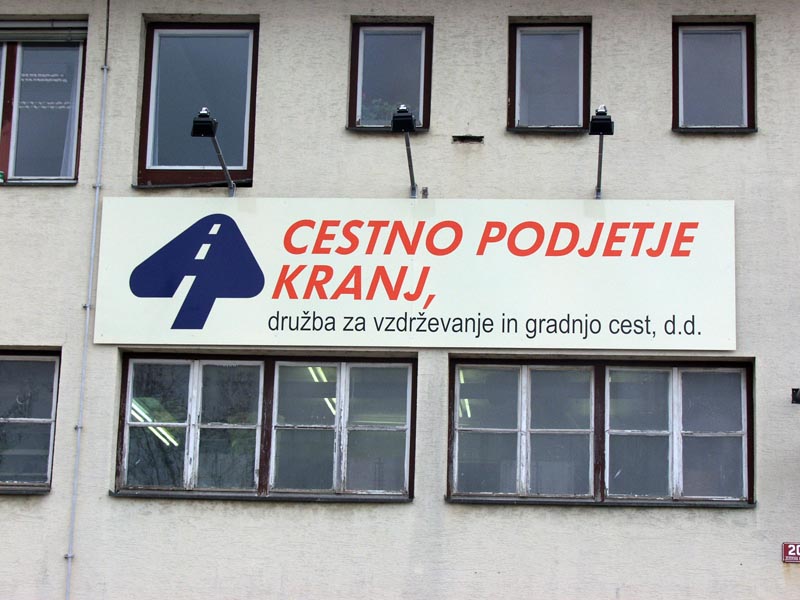 CESTNO PODJETJE
KRANJ,
družba za vzdrževanje in gradnjo cest, d.d.